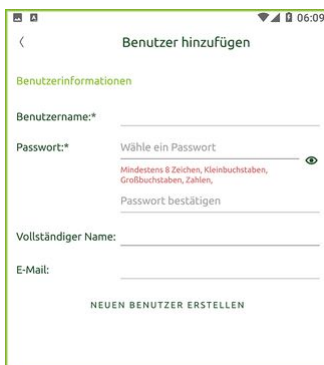 06:09
Benutzer hinzufügen
Benutzerinformationen
Benutzername:*
Passwort:*
Wähle ein Passwort
Mindestens 8 Zeichen, Kleinbuchstaben,
Großbuchstaben, Zahlen,
Passwort bestätigen
Vollständiger Name:
E-Mail:
NEUEN BENUTZER ERSTELLEN